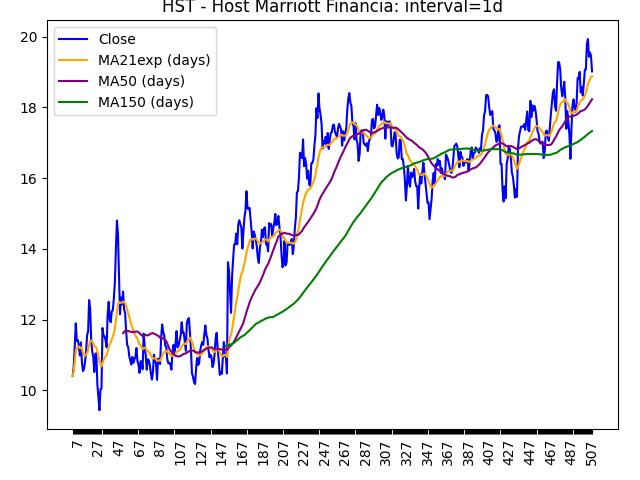 HST - Host Marriott Financia: interval=1d
Close
MA21exp (days)
MA50 (days)
MA150 (days)
20
18
16
14
12
10
7 27 47 67 87 107 127 147 167 187 207 227 247 267 287 307 327 347 367 387 407 427 447 467 487 507